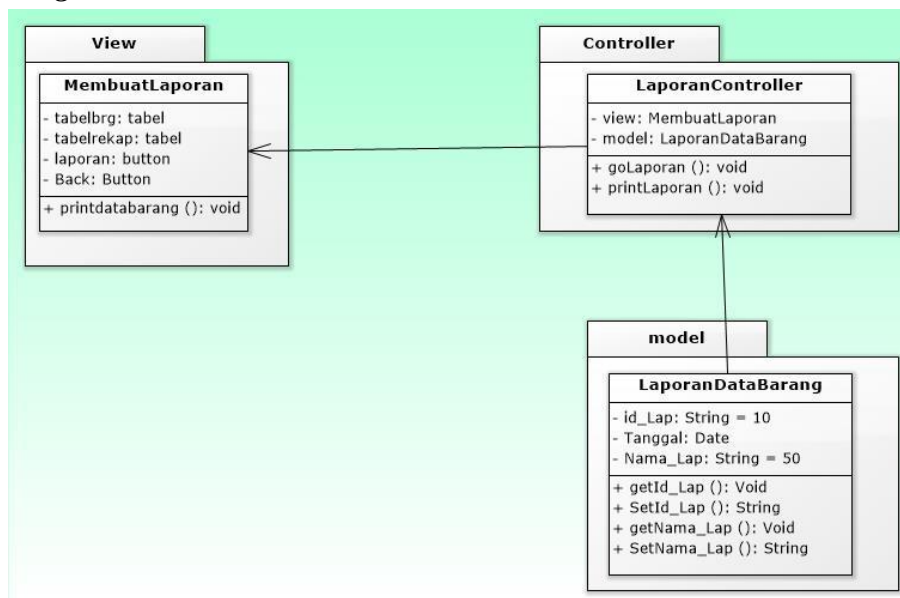 View
MembuatLaporan
- tabelbrg: tabel
- tabelrekap: tabel
- laporan: button
- Back: Button
+ printdatabarang (): void
Controller
LaporanController
- view: MembuatLaporan
- model: LaporanDataBarang
+ goLaporan (): void
+ printLaporan (): void
model
LaporanDataBarang
- id_Lap: String = 10
- Tanggal: Date
- Nama_Lap: String = 50
+ getId_Lap (): Void
+ SetId_Lap (): String
+ getNama_Lap (): Void
+ SetNama_Lap (): String